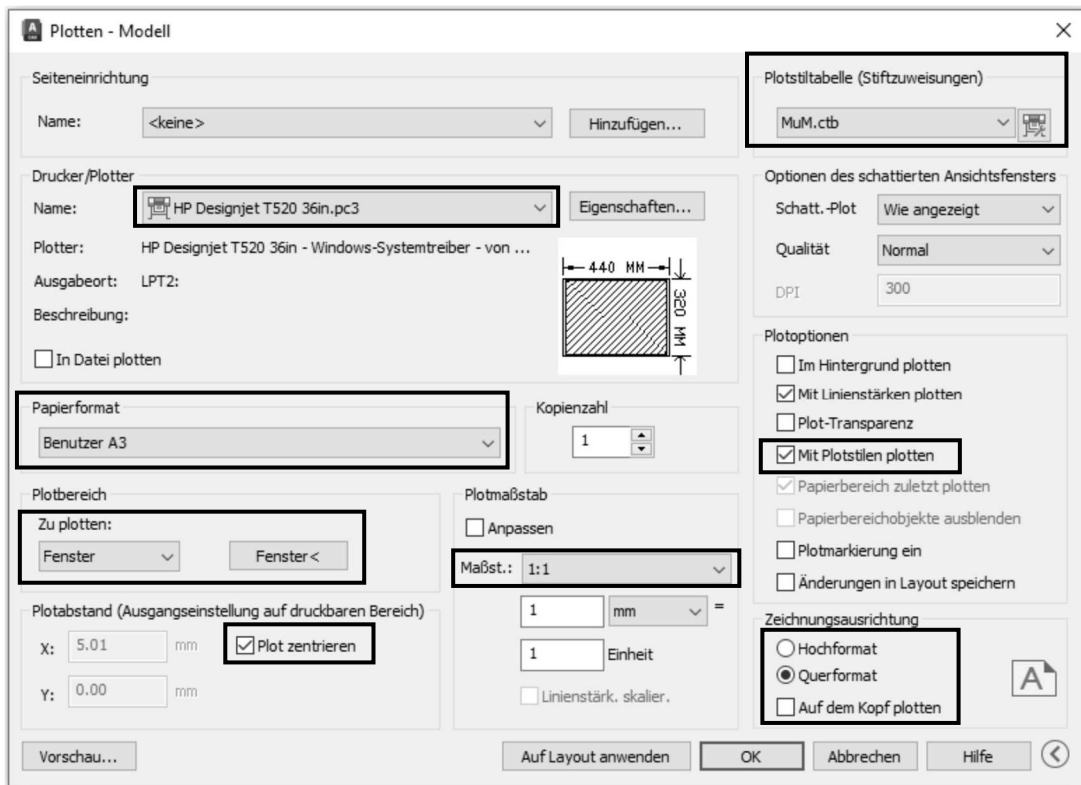 Plotten - Modell
Seiteneinrichtung
Name: <keine> Hinzufügen...
Plotstiltabelle (Stiftzuweisungen)
MuM.ctb
Drucker/Plotter
Name: HP Designjet T520 36in.pc3 Eigenschaften...
Plotter: HP Designjet T520 36in - Windows-Systemtreiber - von ...
Ausgabeort: LPT2:
Beschreibung:
In Datei plotten
440 MM
320 MM
Optionen des schattierten Ansichtsfensters
Schatt.-Plot Wie angezeigt
Qualität Normal
DPI 300
Papierformat
Benutzer A3
Kopienzahl
1
Plotoptionen
Im Hintergrund plotten
Mit Linienstärken plotten
Plot-Transparenz
Mit Plotstilen plotten
Papierbereich zuletzt plotten
Papierbereichobjekte ausblenden
Plotmarkierung ein
Änderungen in Layout speichern
Plotbereich
Zu plotten:
Fenster Fenster<
Plotmaßstab
Anpassen
Maßst.: 1:1
1 mm =
1 Einheit
Linienstärk. skalier.
Plotabstand (Ausgangseinstellung auf druckbaren Bereich)
X: 5.01 mm Plot zentrieren
Y: 0.00 mm
Zeichnungsausrichtung
Hochformat
Querformat
Auf dem Kopf plotten
A
Vorschau... Auf Layout anwenden OK Abbrechen Hilfe